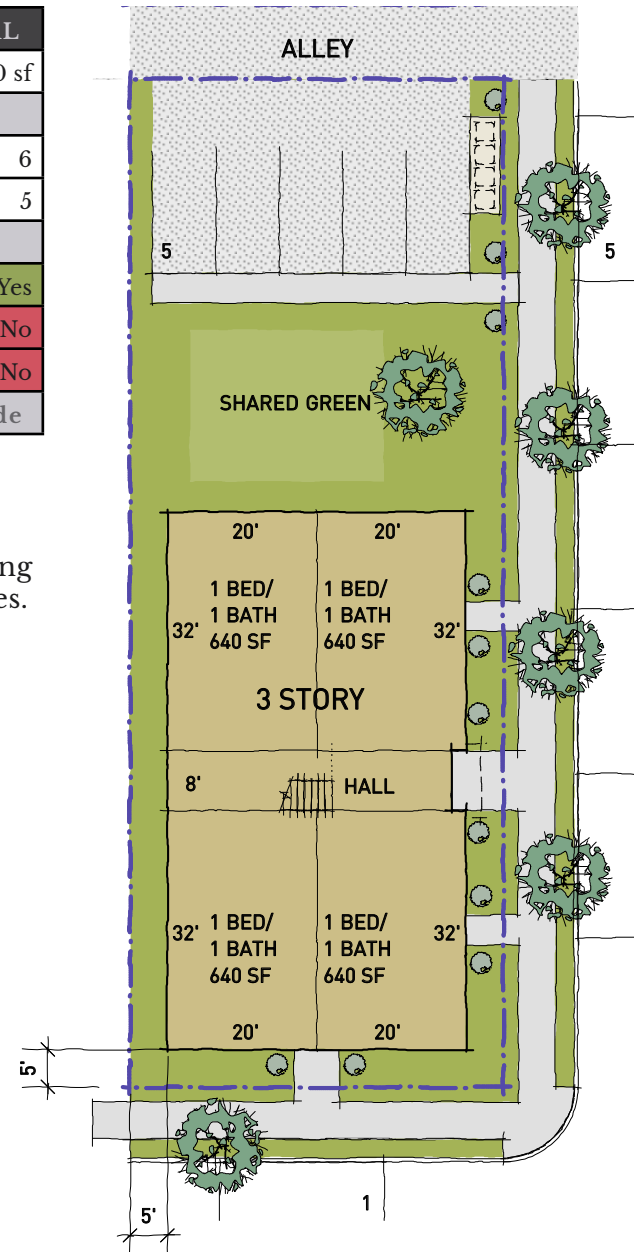 L
0 sf
6
5
Yes
No
No
de
ng
es.
ALLEY
5
5
SHARED GREEN
20'
20'
1 BED/
1 BATH
640 SF
1 BED/
1 BATH
640 SF
32'
32'
3 STORY
8'
HALL
32'
32'
1 BED/
1 BATH
640 SF
1 BED/
1 BATH
640 SF
20'
20'
5'
5'
1